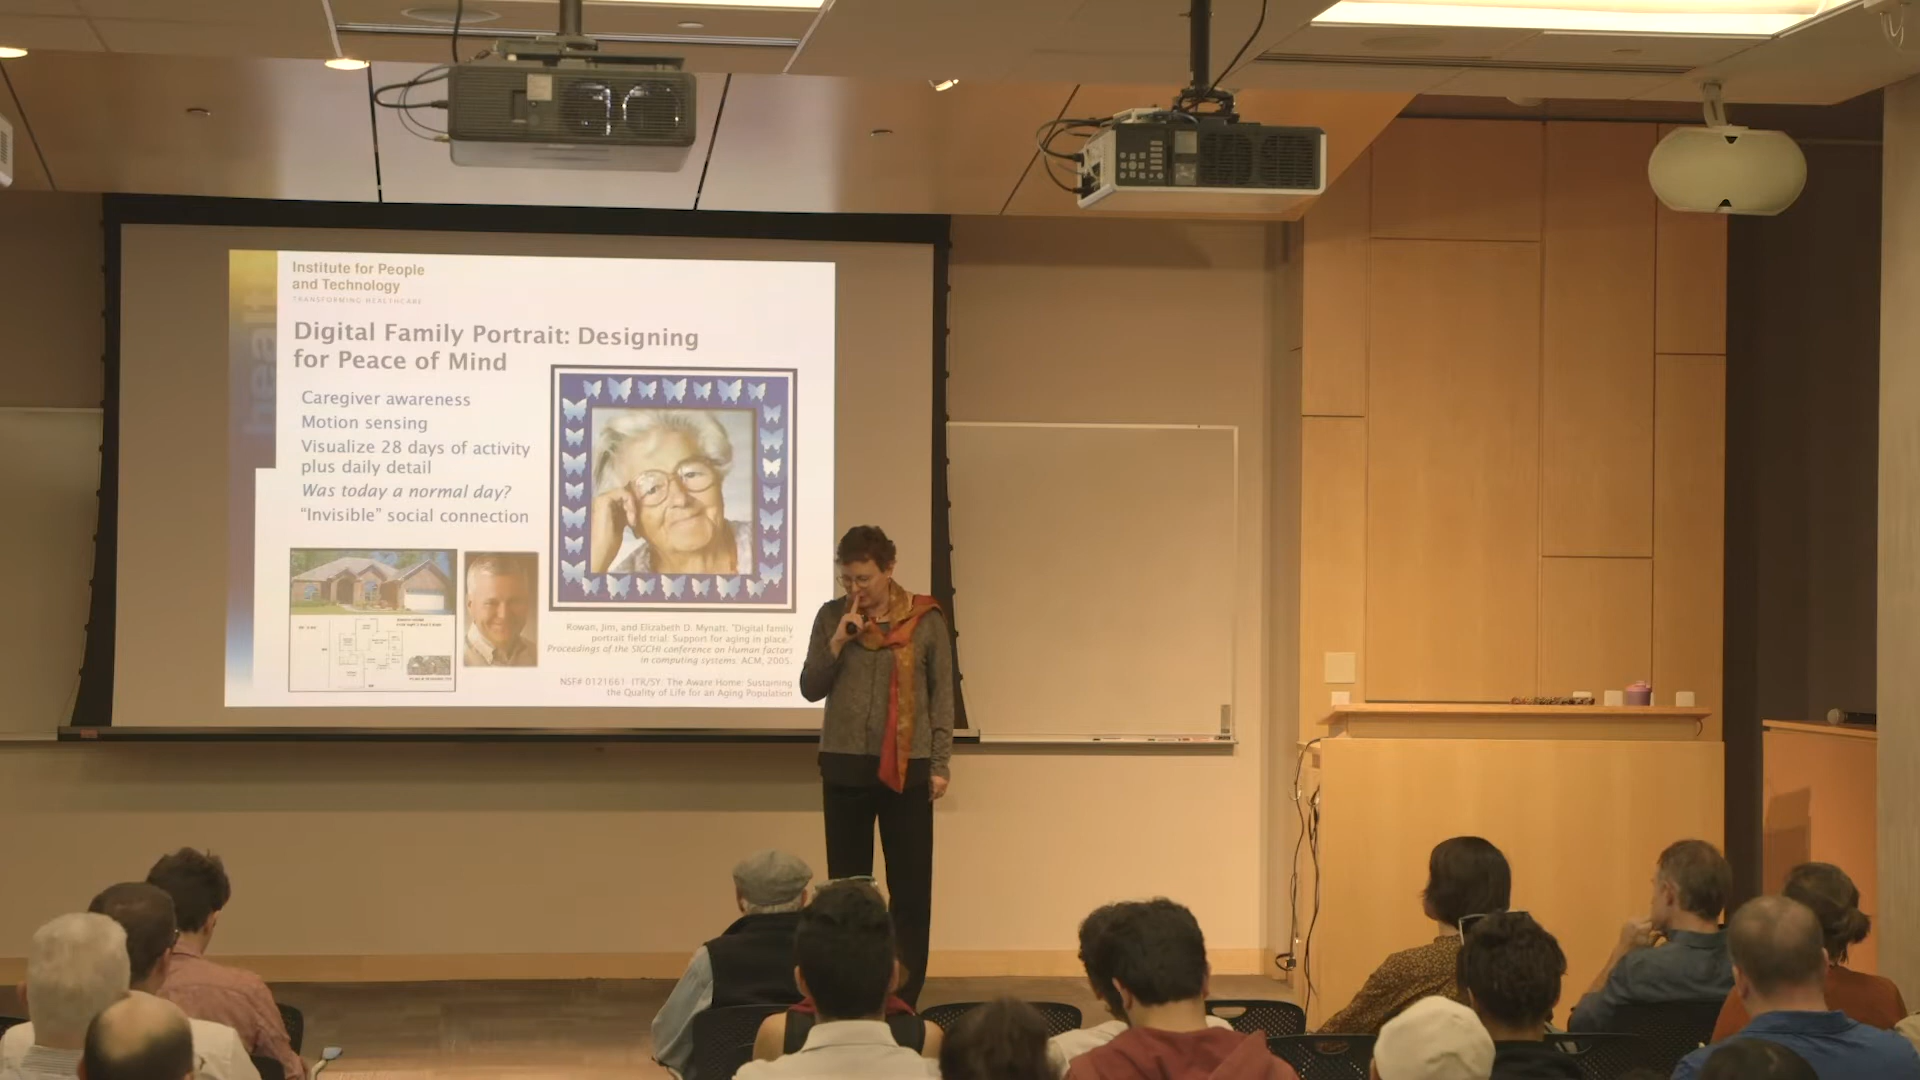 Institute for People
and Technology
TRANSFORMING HEALTHCARE
Digital Family Portrait: Designing
for Peace of Mind
Caregiver awareness
Motion sensing
Visualize 28 days of activity
plus daily detail
Was today a normal day?
“Invisible” social connection
Rowan, Jim, and Elizabeth D. Mynatt. "Digital family
portrait field trial: Support for aging in place."
Proceedings of the SIGCHI conference on Human factors
in computing systems. ACM, 2005.
NSF# 0121661: ITR/SY: The Aware Home: Sustaining
the Quality of Life for an Aging Population